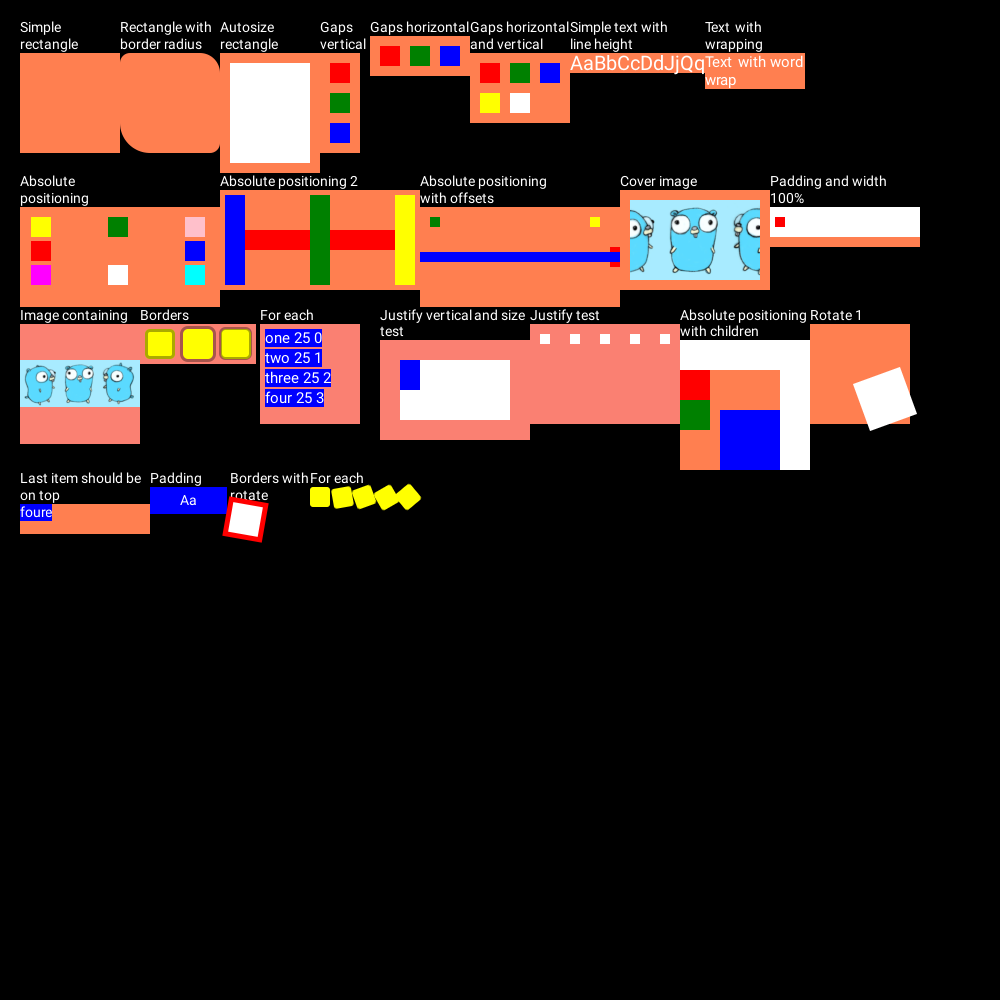 Simple
rectangle
Rectangle with
border radius
Autosize
rectangle
Gaps
vertical
Gaps horizontal
Gaps horizontal
and vertical
Simple text with
line height
AaBbCcDdJjQq
Text with
wrapping
Text with word
wrap
Absolute
positioning
Absolute positioning 2
Absolute positioning
with offsets
Cover image
Padding and width
100%
Image containing
Borders
For each
one 25 0
two 25 1
three 25 2
four 25 3
Justify vertical and size
test
Justify test
Absolute positioning
with children
Rotate 1
Last item should be
on top
foure
Padding
Aa
Borders with
rotate
For each